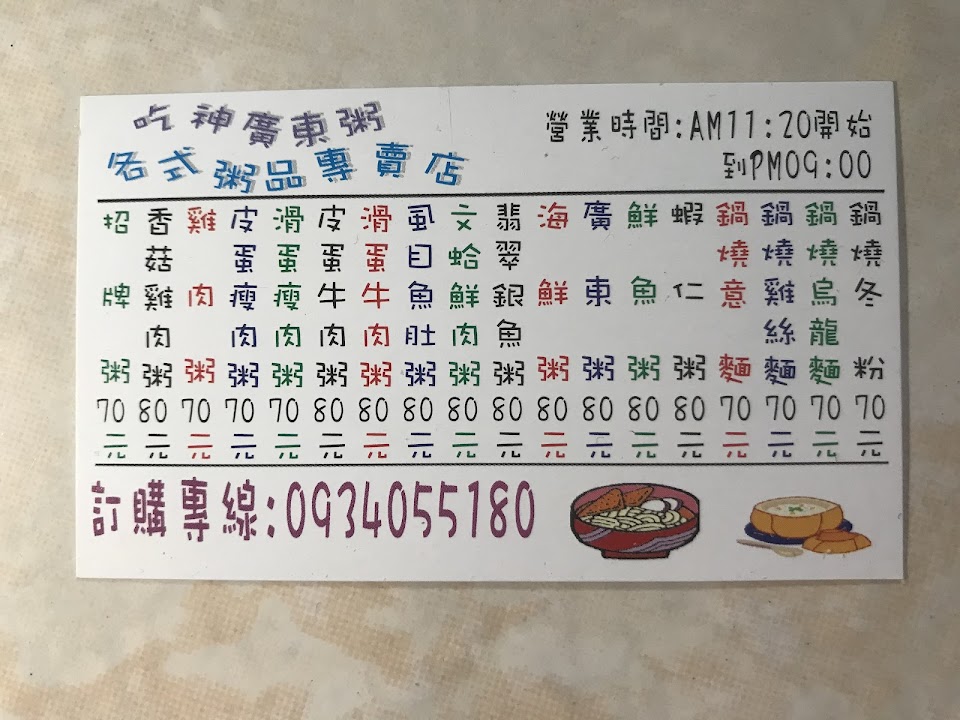 吃神廣東粥
各式粥品專賣店
營業時間:AM11:20開始
到PM09:00
招牌粥70元
香菇雞肉粥80元
雞肉粥70元
皮蛋瘦肉粥70元
滑蛋瘦肉粥70元
皮蛋牛肉粥80元
滑蛋牛肉粥80元
虱目魚肚粥80元
文蛤鮮肉粥80元
翡翠銀魚粥80元
海鮮粥80元
廣東粥80元
鮮魚粥80元
蝦仁粥80元
鍋燒意麵70元
鍋燒雞絲麵70元
鍋燒烏龍麵70元
鍋燒冬粉70元
訂購專線:0934055180